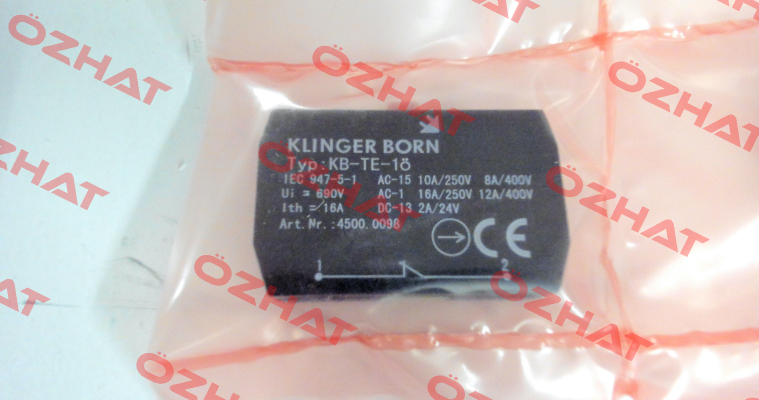 KLINGER BORN
Typ:KB-TE-1ö
IEC 947-5-1 AC-15 10A/250V 8A/400V
Ui = 690V AC-1 16A/250V 12A/400V
Ith = 16A DC-13 2A/24V
Art.Nr.:4500.0098
CE
1 2
ÖZHAT
ÖZHAT
ÖZHAT
ÖZHAT
ÖZHAT
ÖZHAT
ÖZHAT
ÖZHAT
ÖZHAT